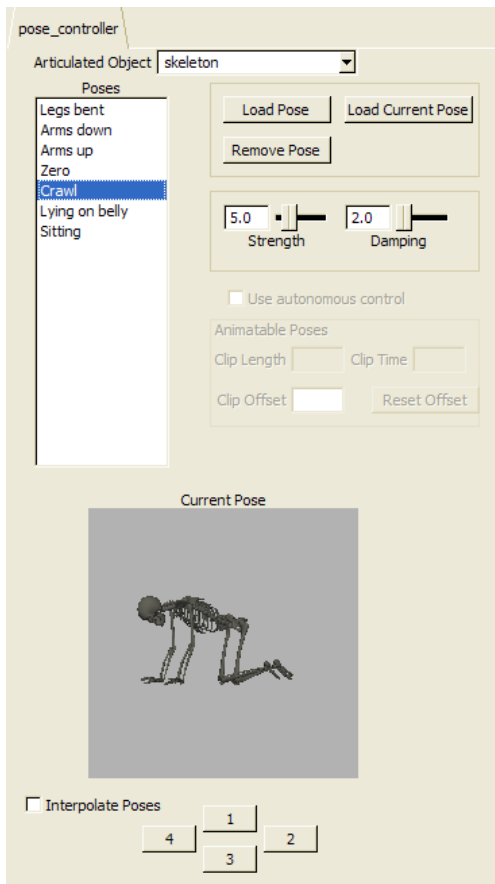 pose_controller
Articulated Object skeleton
Poses
Legs bent
Arms down
Arms up
Zero
Crawl
Lying on belly
Sitting
Load Pose Load Current Pose
Remove Pose
5.0 2.0
Strength Damping
Use autonomous control
Animatable Poses
Clip Length Clip Time
Clip Offset Reset Offset
Current Pose
Interpolate Poses
1
4 2
3